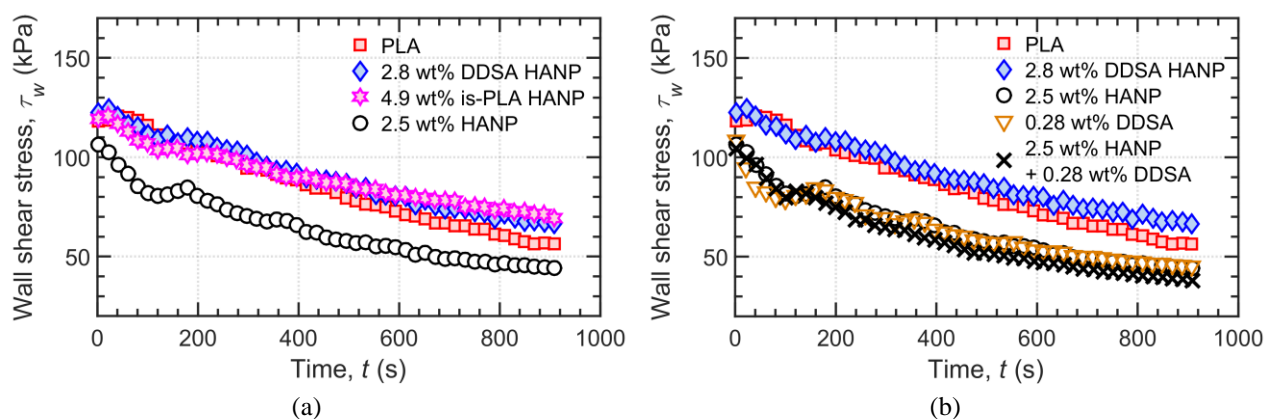 Wall shear stress, τw (kPa)
150
100
50
0 200 400 600 800 1000
Time, t (s)
PLA
2.8 wt% DDSA HANP
4.9 wt% is-PLA HANP
2.5 wt% HANP
(a)
Wall shear stress, τw (kPa)
150
100
50
0 200 400 600 800 1000
Time, t (s)
PLA
2.8 wt% DDSA HANP
2.5 wt% HANP
0.28 wt% DDSA
2.5 wt% HANP
+ 0.28 wt% DDSA
(b)